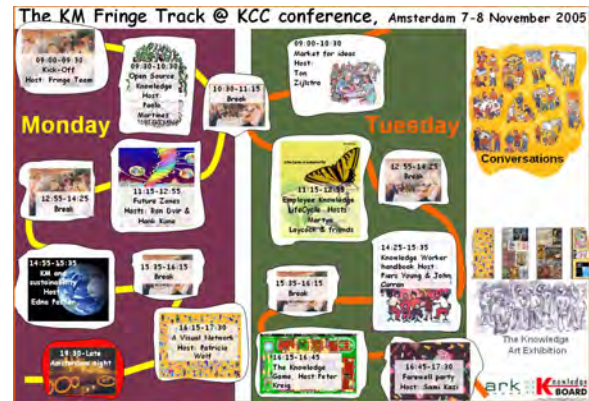 The KM Fringe Track @ KCC conference, Amsterdam 7-8 November 2005
Monday
09:00-09:30
Kick-Off
Host: Fringe Team
09:30-10:30
Open Source
Knowledge
Host
Paola
Martinez
10:30-11:15
Break
11:15-12:55
Future Zones
Hosts: Ron Dvir &
Hank Kune
12:55-14:25
Break
14:55-15:35
KM and
sustainability
Host
Edna
15:35-16:15
Break
16:15-17:30
A Visual Network
Host: Patricia
Wolf
19:30-Late
Amsterdam night
Tuesday
09:00-10:30
Market for ideas
Host:
Ton
Zijlstra
11:15-12:55
Employee Knowledge
LifeCycle Hosts:
Martyn
Laycock & friends
12:55-14:25
Break
14:25-15:35
Knowledge Worker
handbook Host:
Piers Young & John
Curran
15:35-16:15
Break
16:15-16:45
The Knowledge
Game Host: Peter
Kreig
16:45-17:30
Farewell party
Host: Sami Kazi
Conversations
The Knowledge
Art Exhibition
ark
Knowledge
BOARD